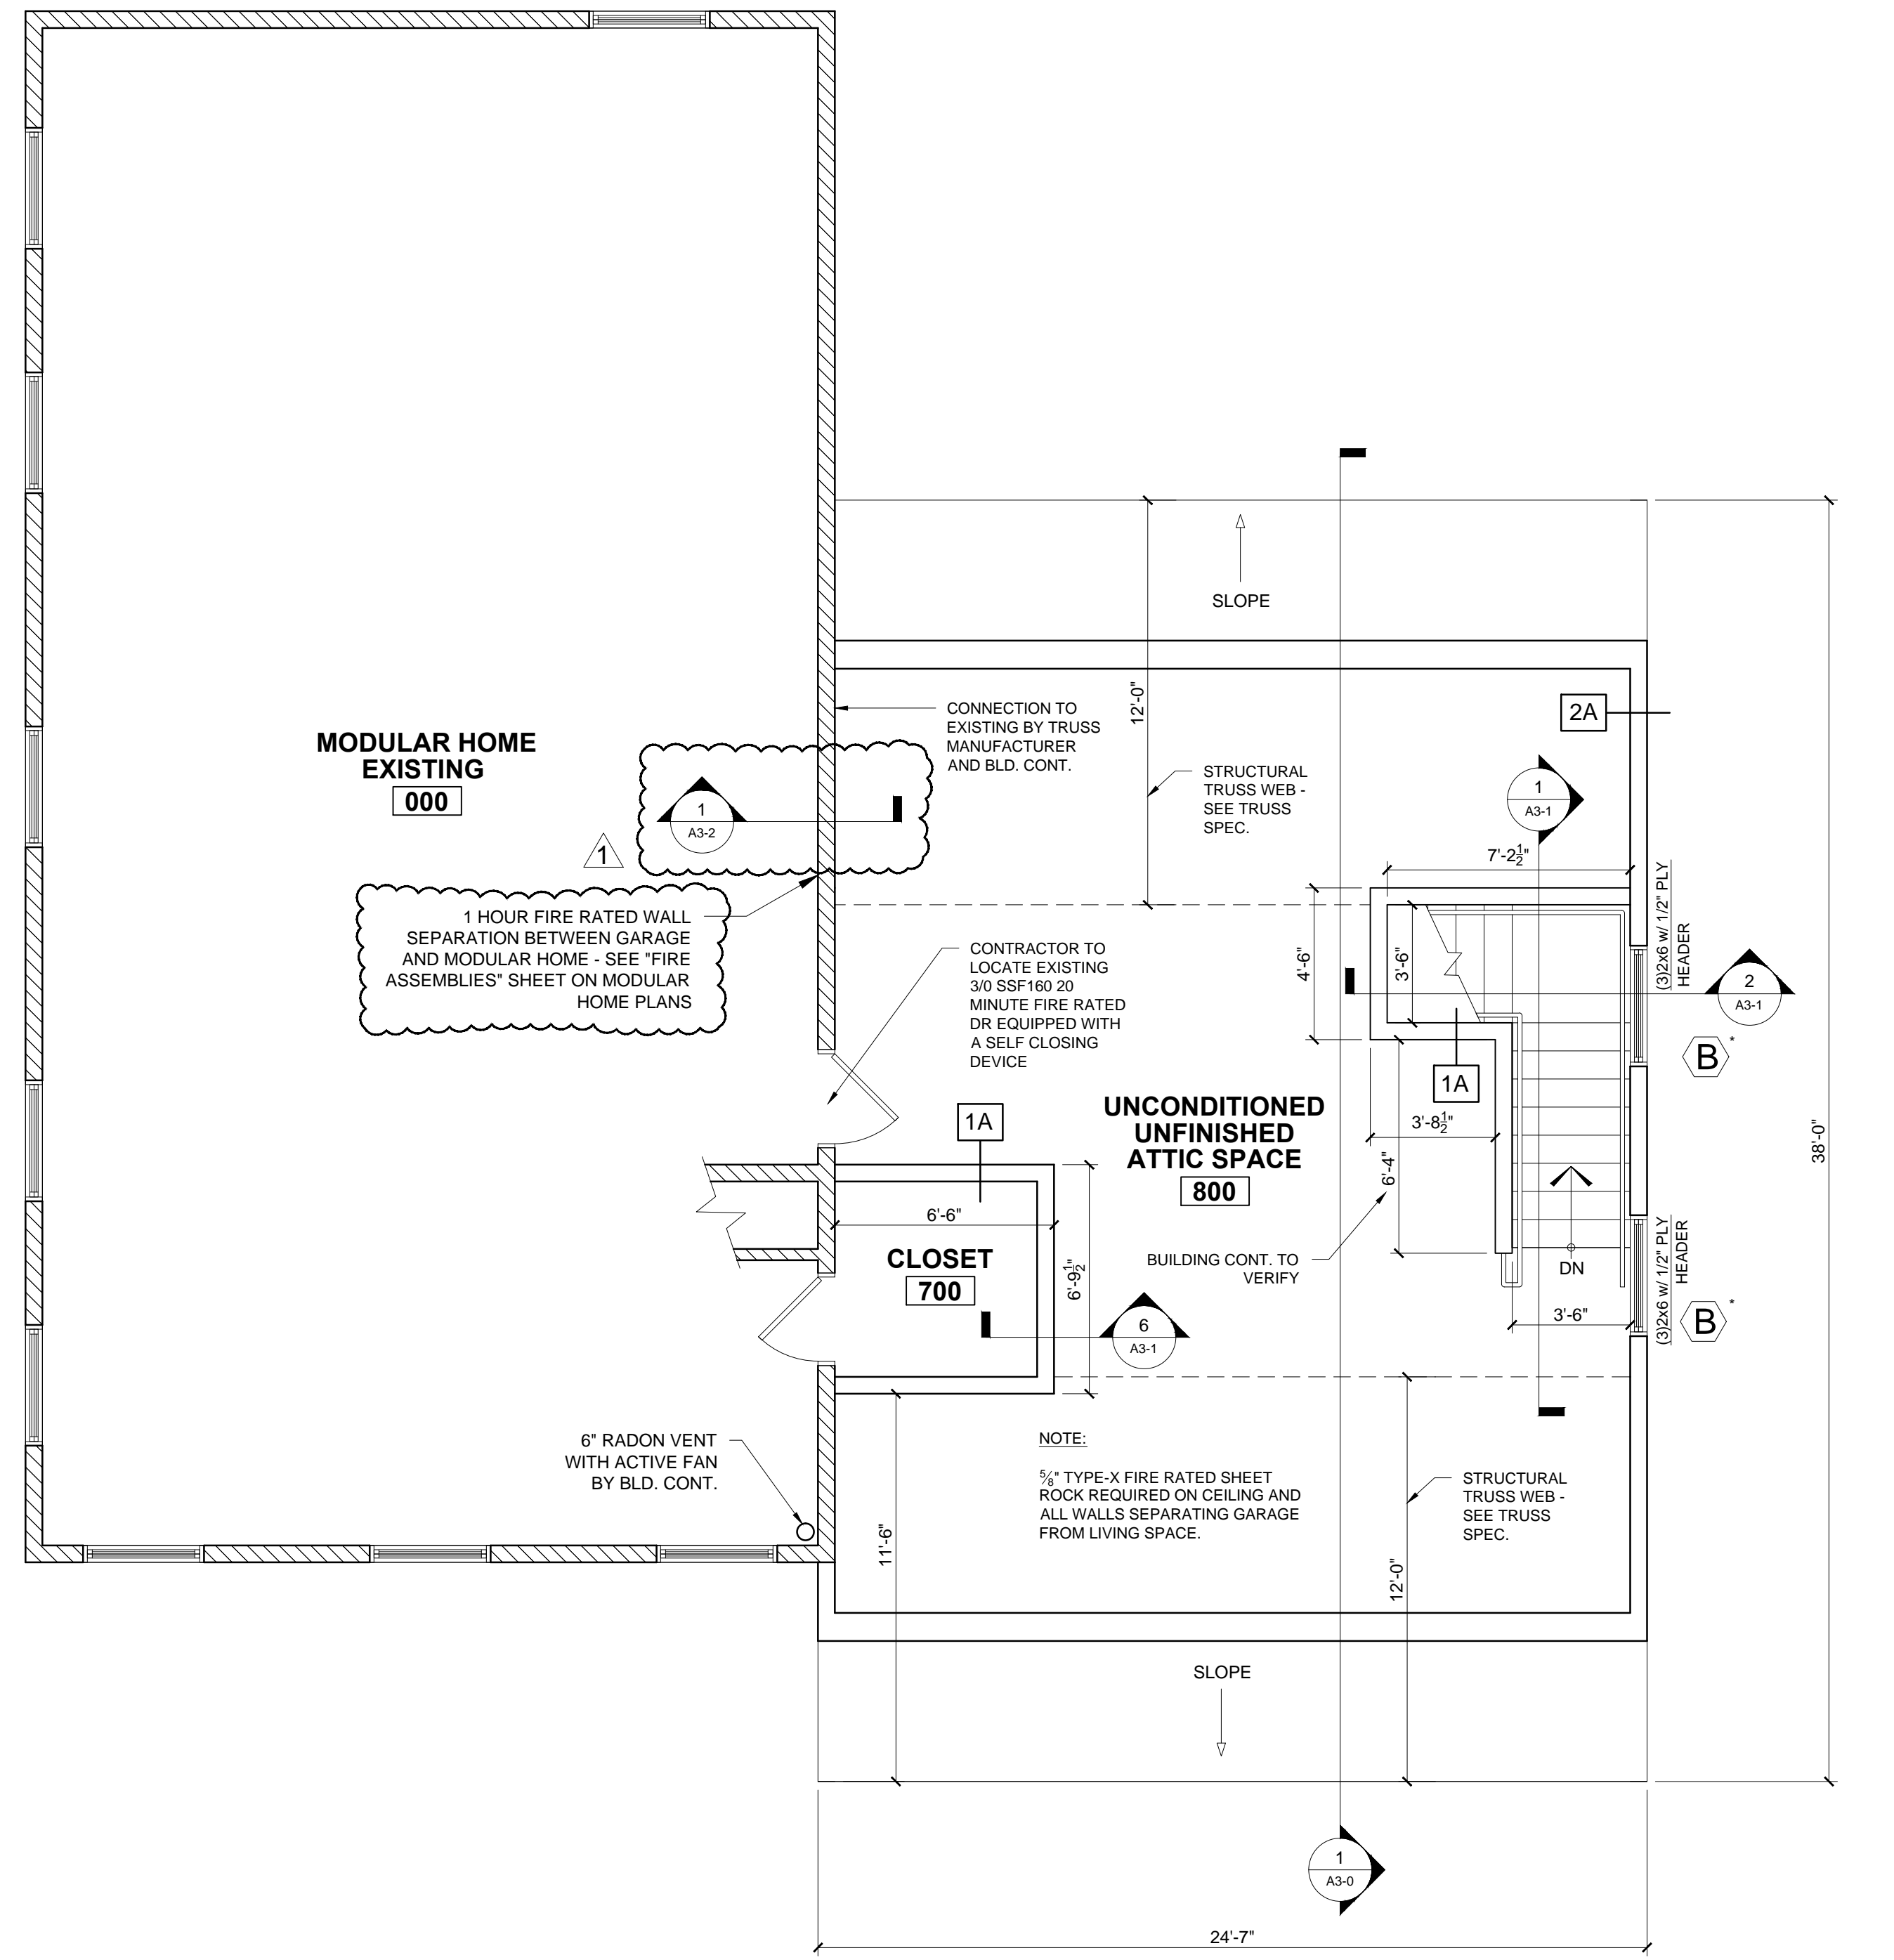 SLOPE
MODULAR HOME
EXISTING
000
1
A3-2
1
1 HOUR FIRE RATED WALL
SEPARATION BETWEEN GARAGE
AND MODULAR HOME - SEE "FIRE
ASSEMBLIES" SHEET ON MODULAR
HOME PLANS
CONNECTION TO
EXISTING BY TRUSS
MANUFACTURER
AND BLD. CONT.
12'-0"
STRUCTURAL
TRUSS WEB -
SEE TRUSS
SPEC.
2A
1
A3-1
7'-2½"
4'-6"
3'-6"
(3)2x6 w/ 1/2" PLY
HEADER
2
A3-1
B *
38'-0"
CONTRACTOR TO
LOCATE EXISTING
3/0 SSF160 20
MINUTE FIRE RATED
DR EQUIPPED WITH
A SELF CLOSING
DEVICE
1A
1A
UNCONDITIONED
UNFINISHED
ATTIC SPACE
800
3'-8½"
6'-4"
6'-6"
CLOSET
700
6'-9½"
BUILDING CONT. TO
VERIFY
DN
3'-6"
(3)2x6 w/ 1/2" PLY
HEADER
B *
6
A3-1
6" RADON VENT
WITH ACTIVE FAN
BY BLD. CONT.
NOTE:
⅝" TYPE-X FIRE RATED SHEET
ROCK REQUIRED ON CEILING AND
ALL WALLS SEPARATING GARAGE
FROM LIVING SPACE.
STRUCTURAL
TRUSS WEB -
SEE TRUSS
SPEC.
11'-6"
12'-0"
SLOPE
1
A3-0
24'-7"